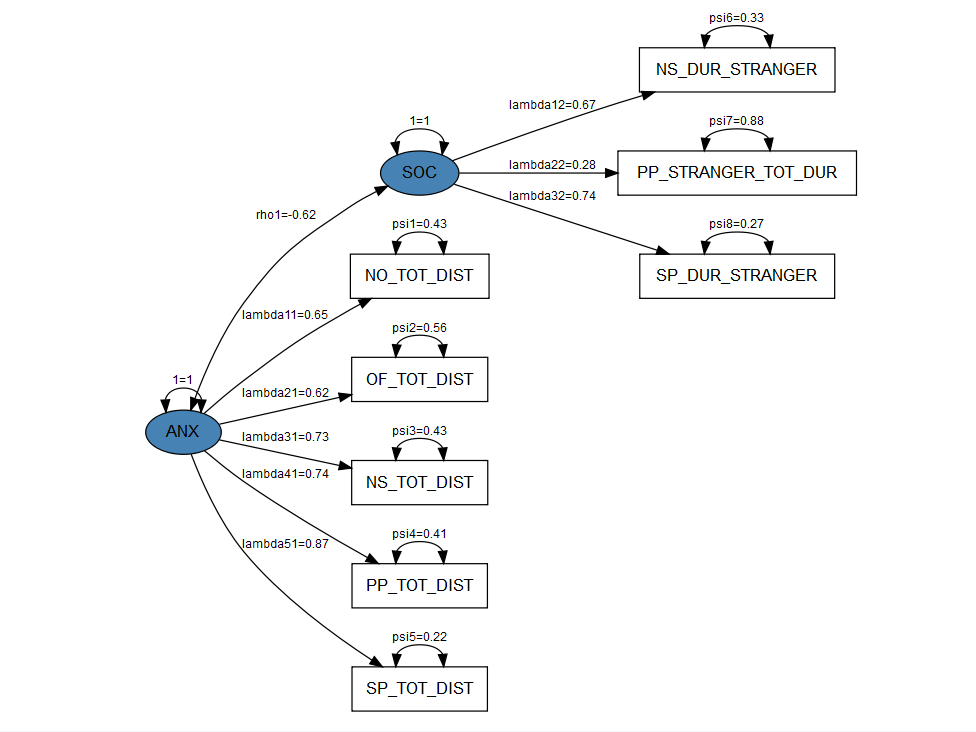 psi6=0.33
NS_DUR_STRANGER
lambda12=0.67
1=1
psi7=0.88
SOC
lambda22=0.28
PP_STRANGER_TOT_DUR
lambda32=0.74
rho1=-0.62
psi1=0.43
psi8=0.27
NO_TOT_DIST
SP_DUR_STRANGER
lambda11=0.65
psi2=0.56
1=1
OF_TOT_DIST
lambda21=0.62
ANX
psi3=0.43
lambda31=0.73
NS_TOT_DIST
lambda41=0.74
psi4=0.41
lambda51=0.87
PP_TOT_DIST
psi5=0.22
SP_TOT_DIST